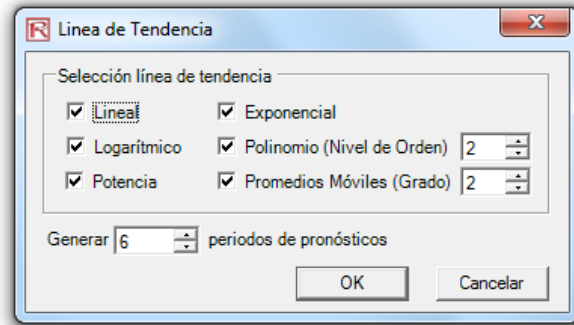 Linea de Tendencia
Selección línea de tendencia
Lineal Exponencial
Logarítmico Polinomio (Nivel de Orden) 2
Potencia Promedios Móviles (Grado) 2
Generar 6 periodos de pronósticos
OK Cancelar